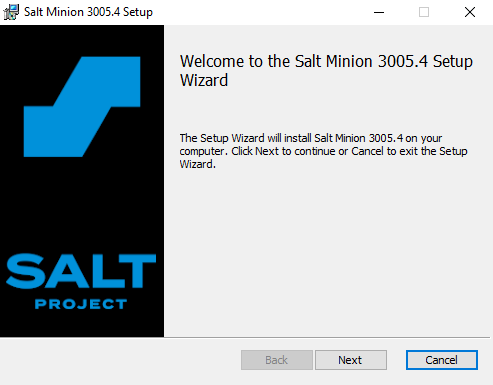 Salt Minion 3005.4 Setup
Welcome to the Salt Minion 3005.4 Setup
Wizard
The Setup Wizard will install Salt Minion 3005.4 on your
computer. Click Next to continue or Cancel to exit the Setup
Wizard.
SALT
PROJECT
Back
Next
Cancel